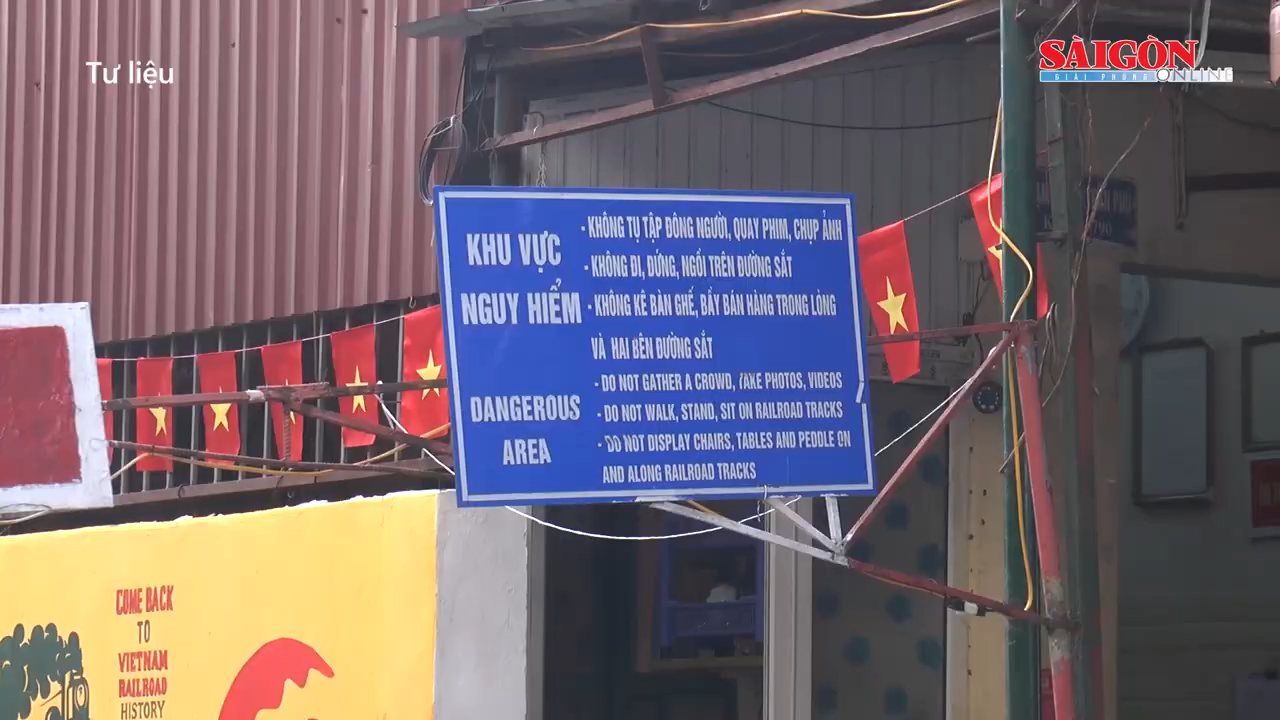 Tư liệu
SÀIGÒN
GIẢI PHÓNG ONLINE
KHU VỰC
NGUY HIỂM
- KHÔNG TỤ TẬP ĐÔNG NGƯỜI, QUAY PHIM, CHỤP ẢNH
- KHÔNG ĐI, ĐỨNG, NGỒI TRÊN ĐƯỜNG SẮT
- KHÔNG KÊ BÀN GHẾ, BẦY BÁN HÀNG TRONG LÒNG
VÀ HAI BÊN ĐƯỜNG SẮT
DANGEROUS
AREA
- DO NOT GATHER A CROWD, TAKE PHOTOS, VIDEOS
- DO NOT WALK, STAND, SIT ON RAILROAD TRACKS
- DO NOT DISPLAY CHAIRS, TABLES AND PEDDLE ON
AND ALONG RAILROAD TRACKS
COME BACK
TO
VIETNAM
RAILROAD
HISTORY